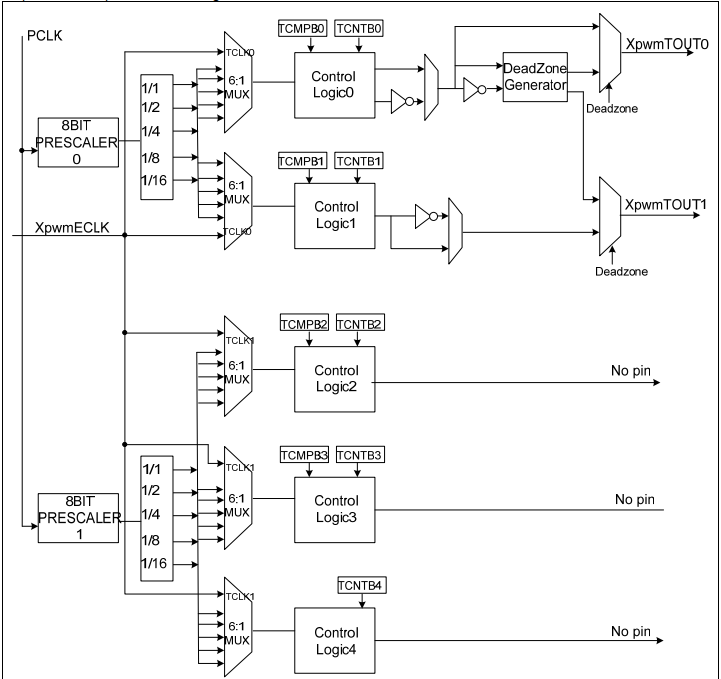 PCLK
TCMPB0
TCNTB0
TCLK0
6:1
MUX
Control
Logic0
DeadZone
Generator
XpwmTOUT0
Deadzone
8BIT
PRESCALER
0
1/1
1/2
1/4
1/8
1/16
TCMPB1
TCNTB1
6:1
MUX
TCLK0
Control
Logic1
XpwmTOUT1
Deadzone
XpwmECLK
TCMPB2
TCNTB2
TCLK1
6:1
MUX
Control
Logic2
No pin
8BIT
PRESCALER
1
1/1
1/2
1/4
1/8
1/16
TCMPB3
TCNTB3
TCLK1
6:1
MUX
Control
Logic3
No pin
TCNTB4
TCLK1
6:1
MUX
Control
Logic4
No pin